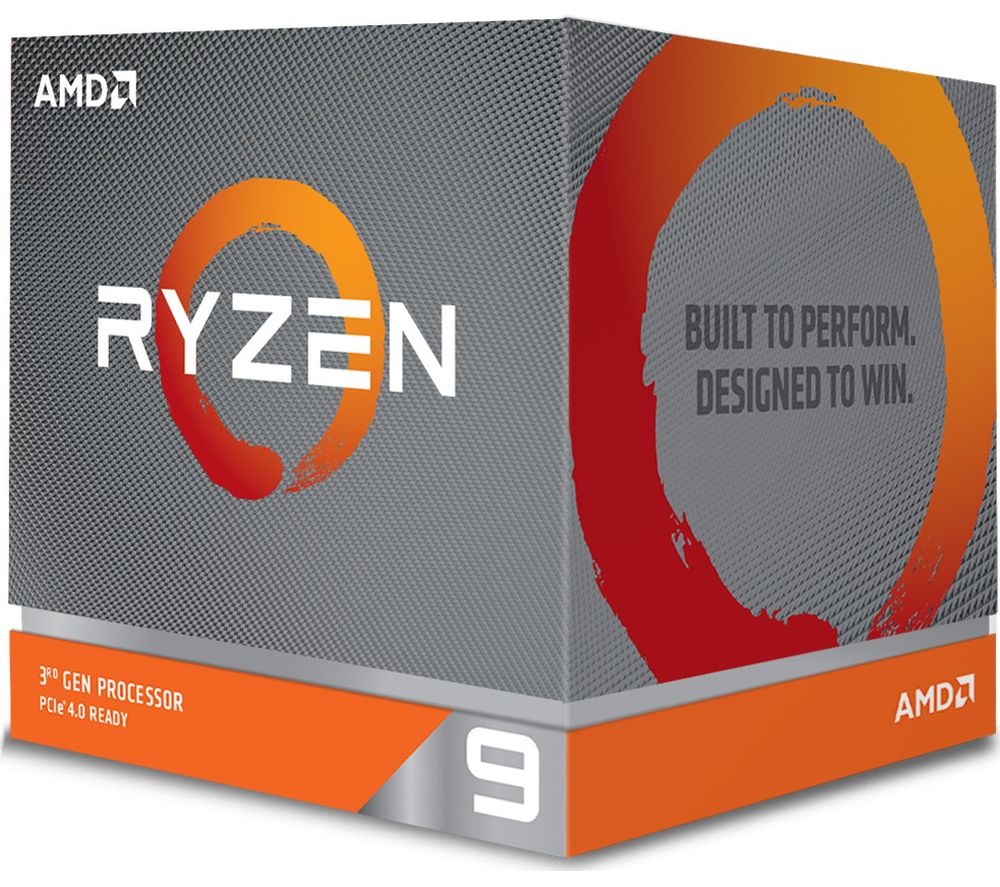 AMD
RYZEN
3RD GEN PROCESSOR
PCIe® 4.0 READY
9
BUILT TO PERFORM.
DESIGNED TO WIN.
AMD